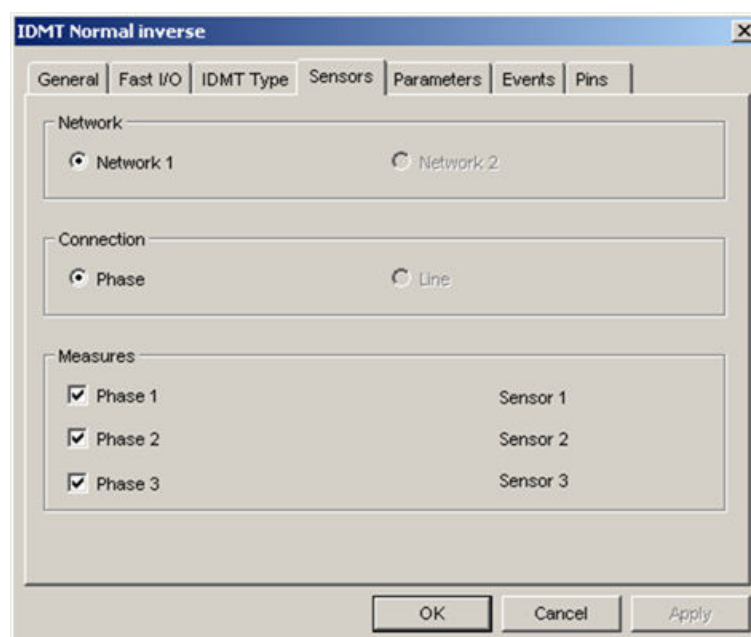 IDMT Normal inverse
General Fast I/O IDMT Type Sensors Parameters Events Pins
Network
Network 1 Network 2
Connection
Phase Line
Measures
Phase 1 Sensor 1
Phase 2 Sensor 2
Phase 3 Sensor 3
OK Cancel Apply